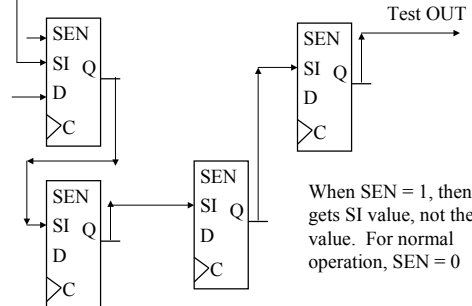 Test OUT
SEN
SI Q
D
C
SEN
SI Q
D
C
SEN
SI Q
D
C
SEN
SI Q
D
C
When SEN = 1, then
gets SI value, not the
value. For normal
operation, SEN = 0